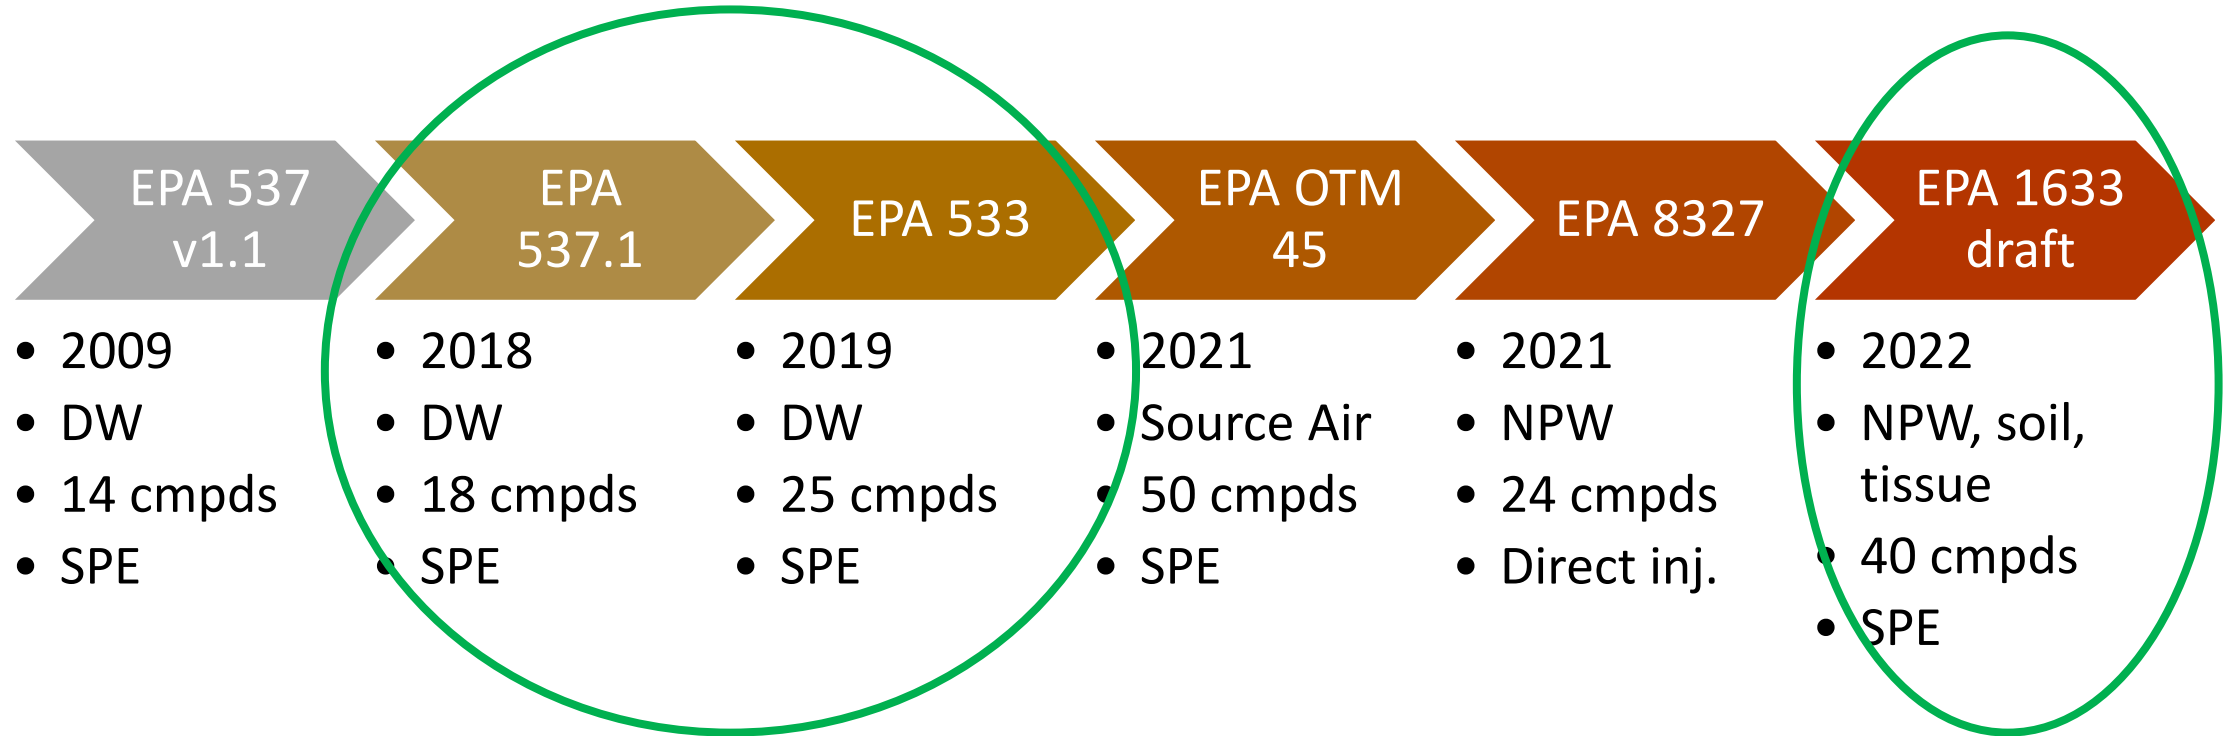 EPA 537
v1.1
• 2009
• DW
• 14 cmpds
• SPE
EPA
537.1
• 2018
• DW
• 18 cmpds
• SPE
EPA 533
• 2019
• DW
• 25 cmpds
• SPE
EPA OTM
45
• 2021
• Source Air
• 50 cmpds
• SPE
EPA 8327
• 2021
• NPW
• 24 cmpds
• Direct inj.
EPA 1633
draft
• 2022
• NPW, soil,
tissue
• 40 cmpds
• SPE